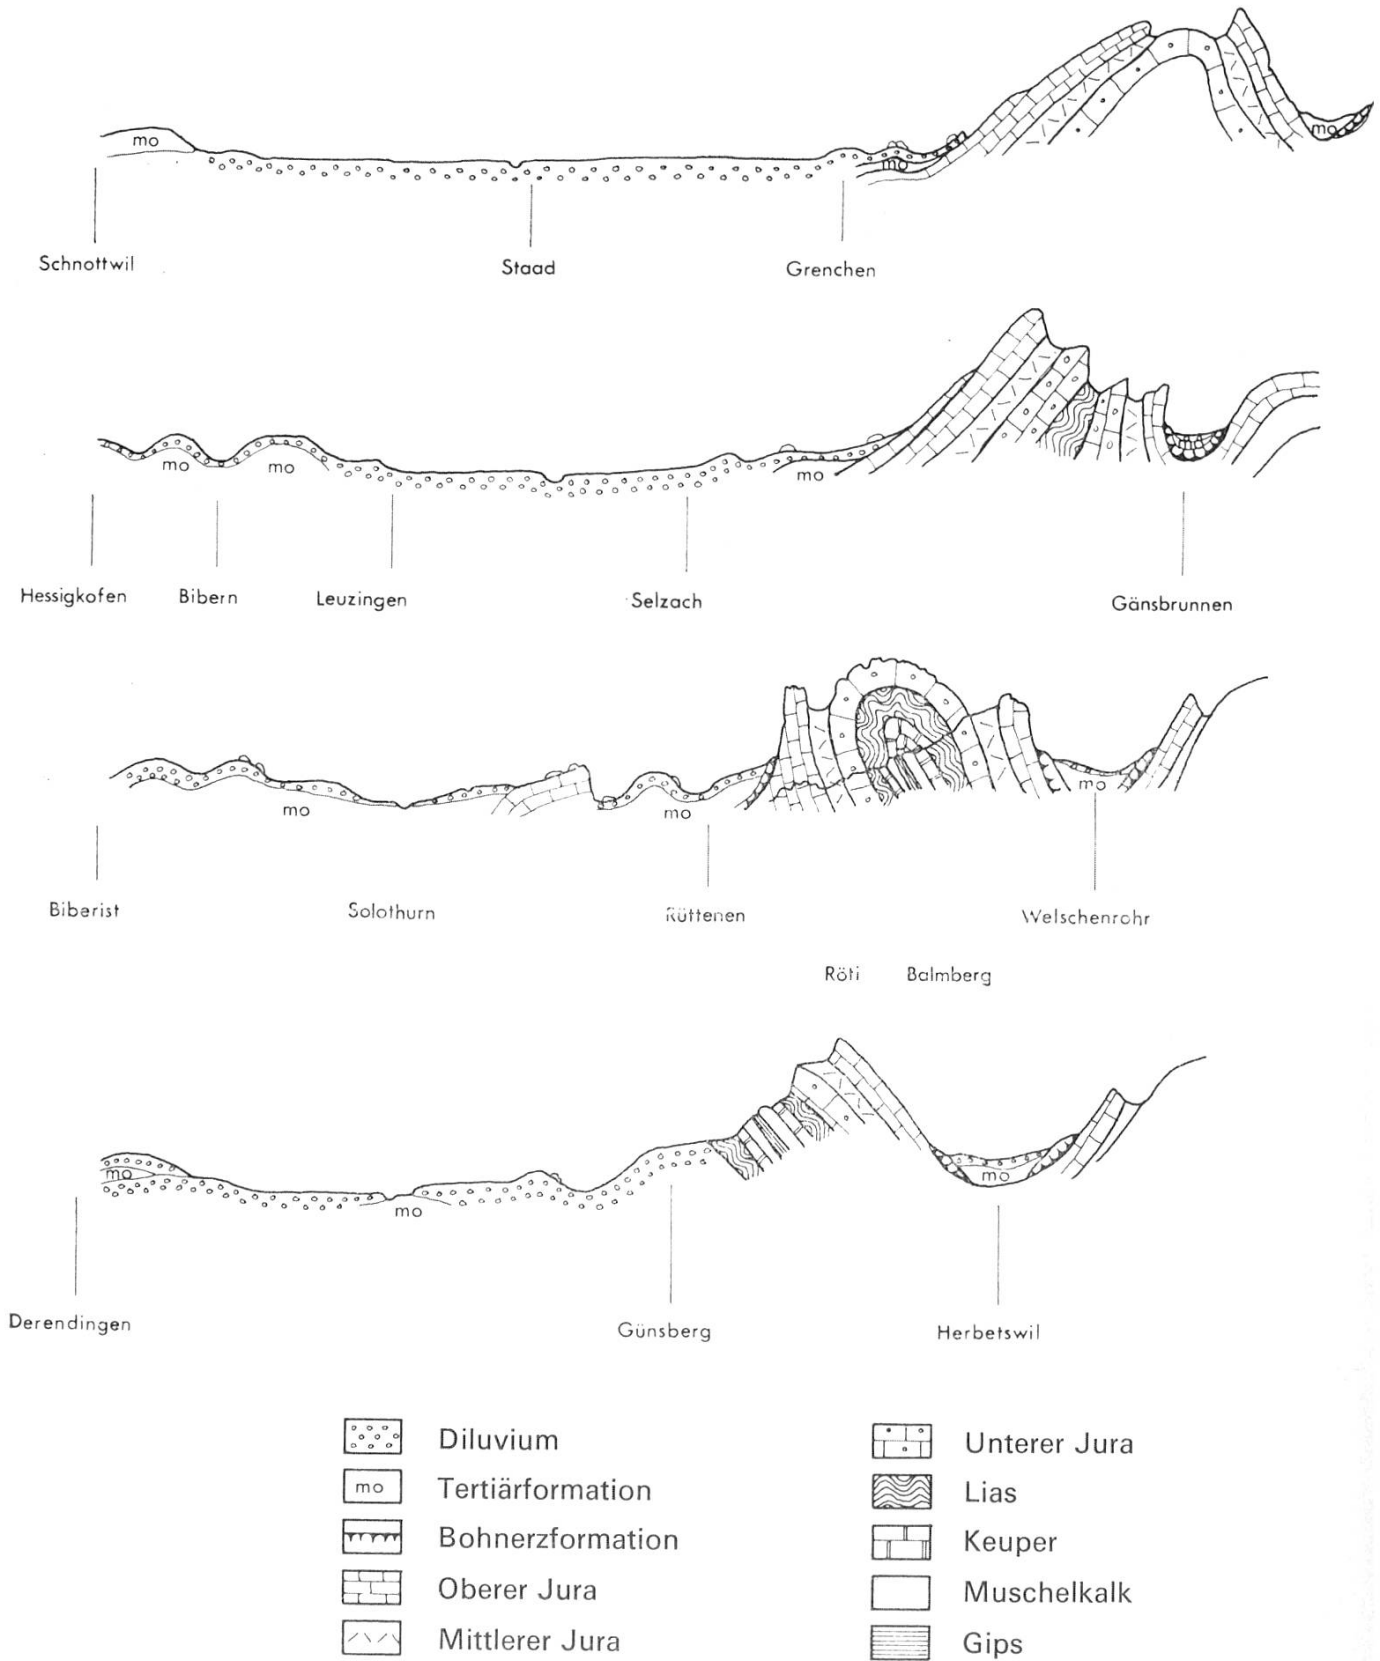 mo
mo
mo
Schnottwil Staad Grenchen
mo mo mo
Hessigkofen Bibern Leuzingen Selzach Gänsbrunnen
mo mo mo
Biberist Solothurn Rüttenen Welschenrohr
Röti Balmberg
mo mo mo
Derendingen Günsberg Herbetswil
Diluvium
mo Tertiärformation
Bohnerzformation
Oberer Jura
Mittlerer Jura
Unterer Jura
Lias
Keuper
Muschelkalk
Gips